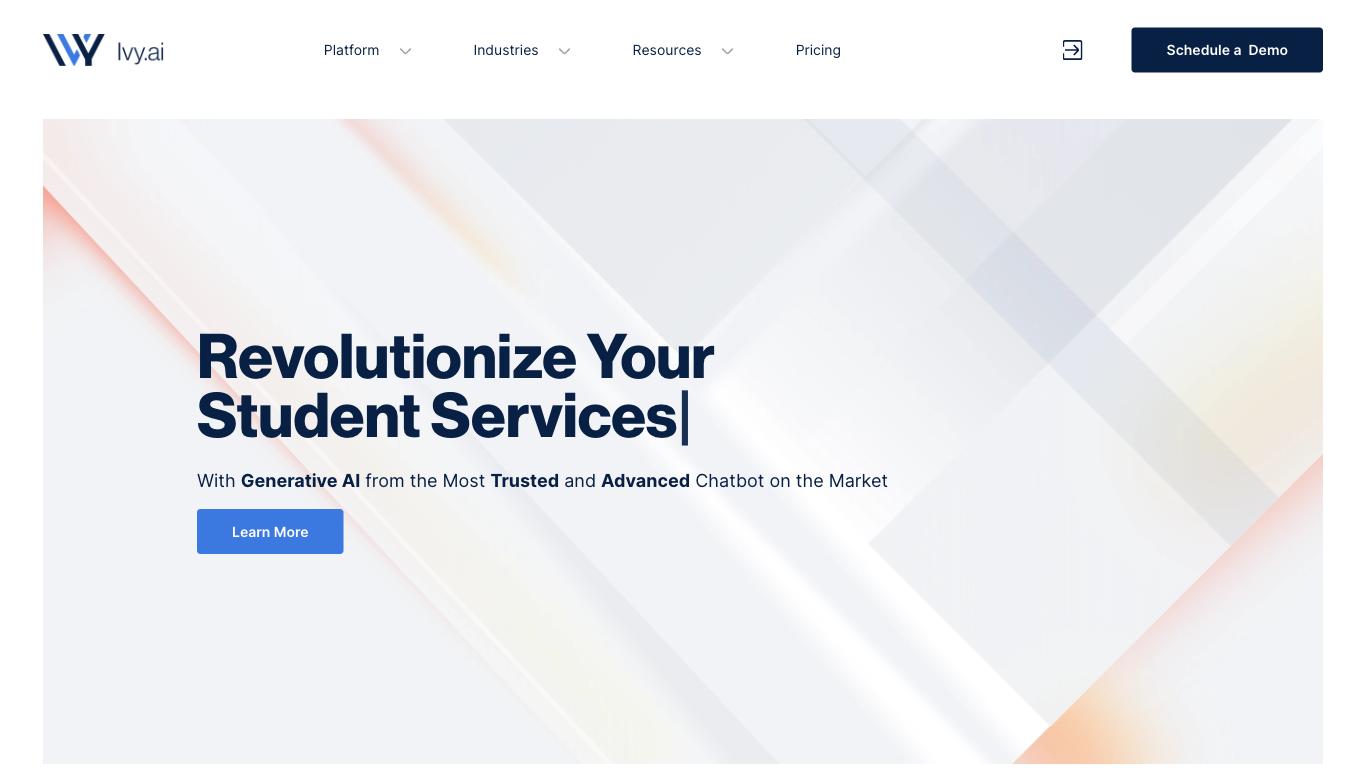 Ivy.ai
Platform
Industries
Resources
Pricing
Schedule a Demo
Revolutionize Your
Student Services|
With Generative AI from the Most Trusted and Advanced Chatbot on the Market
Learn More